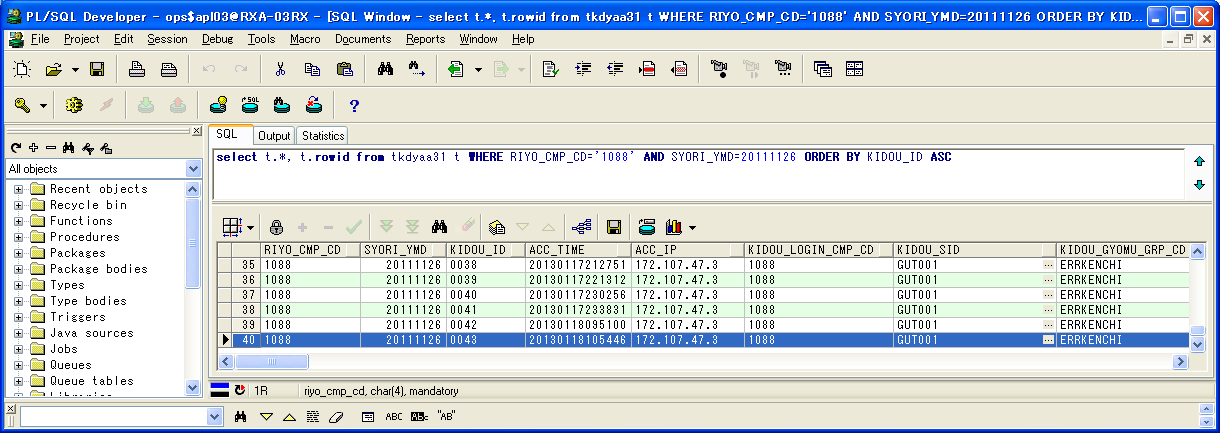 PL/SQL Developer - ops$apl03@RXA-03RX - [SQL Window - select t.*, t.rowid from tkdyaa31 t WHERE RIYO_CMP_CD='1088' AND SYORI_YMD=20111126 ORDER BY KID...
File Project Edit Session Debug Tools Macro Documents Reports Window Help
SQL
?
SQL Output Statistics
select t.*, t.rowid from tkdyaa31 t WHERE RIYO_CMP_CD='1088' AND SYORI_YMD=20111126 ORDER BY KIDOU_ID ASC
All objects
Recent objects
Recycle bin
Functions
Procedures
Packages
Package bodies
Types
Type bodies
Triggers
Java sources
Jobs
Queues
Queue tables
Libraries
RIYO_CMP_CD SYORI_YMD KIDOU_ID ACC_TIME ACC_IP KIDOU_LOGIN_CMP_CD KIDOU_SID KIDOU_GYOMU_GRP_CD
35 1088 20111126 0038 20130117212751 172.107.47.3 1088 GUT001 ... ERRKENCHI
36 1088 20111126 0039 20130117221312 172.107.47.3 1088 GUT001 ... ERRKENCHI
37 1088 20111126 0040 20130117230256 172.107.47.3 1088 GUT001 ... ERRKENCHI
38 1088 20111126 0041 20130117233831 172.107.47.3 1088 GUT001 ... ERRKENCHI
39 1088 20111126 0042 20130118095100 172.107.47.3 1088 GUT001 ... ERRKENCHI
40 1088 20111126 0043 20130118105446 172.107.47.3 1088 GUT001 ... ERRKENCHI
1R riyo_cmp_cd, char(4), mandatory
ABC "AB"